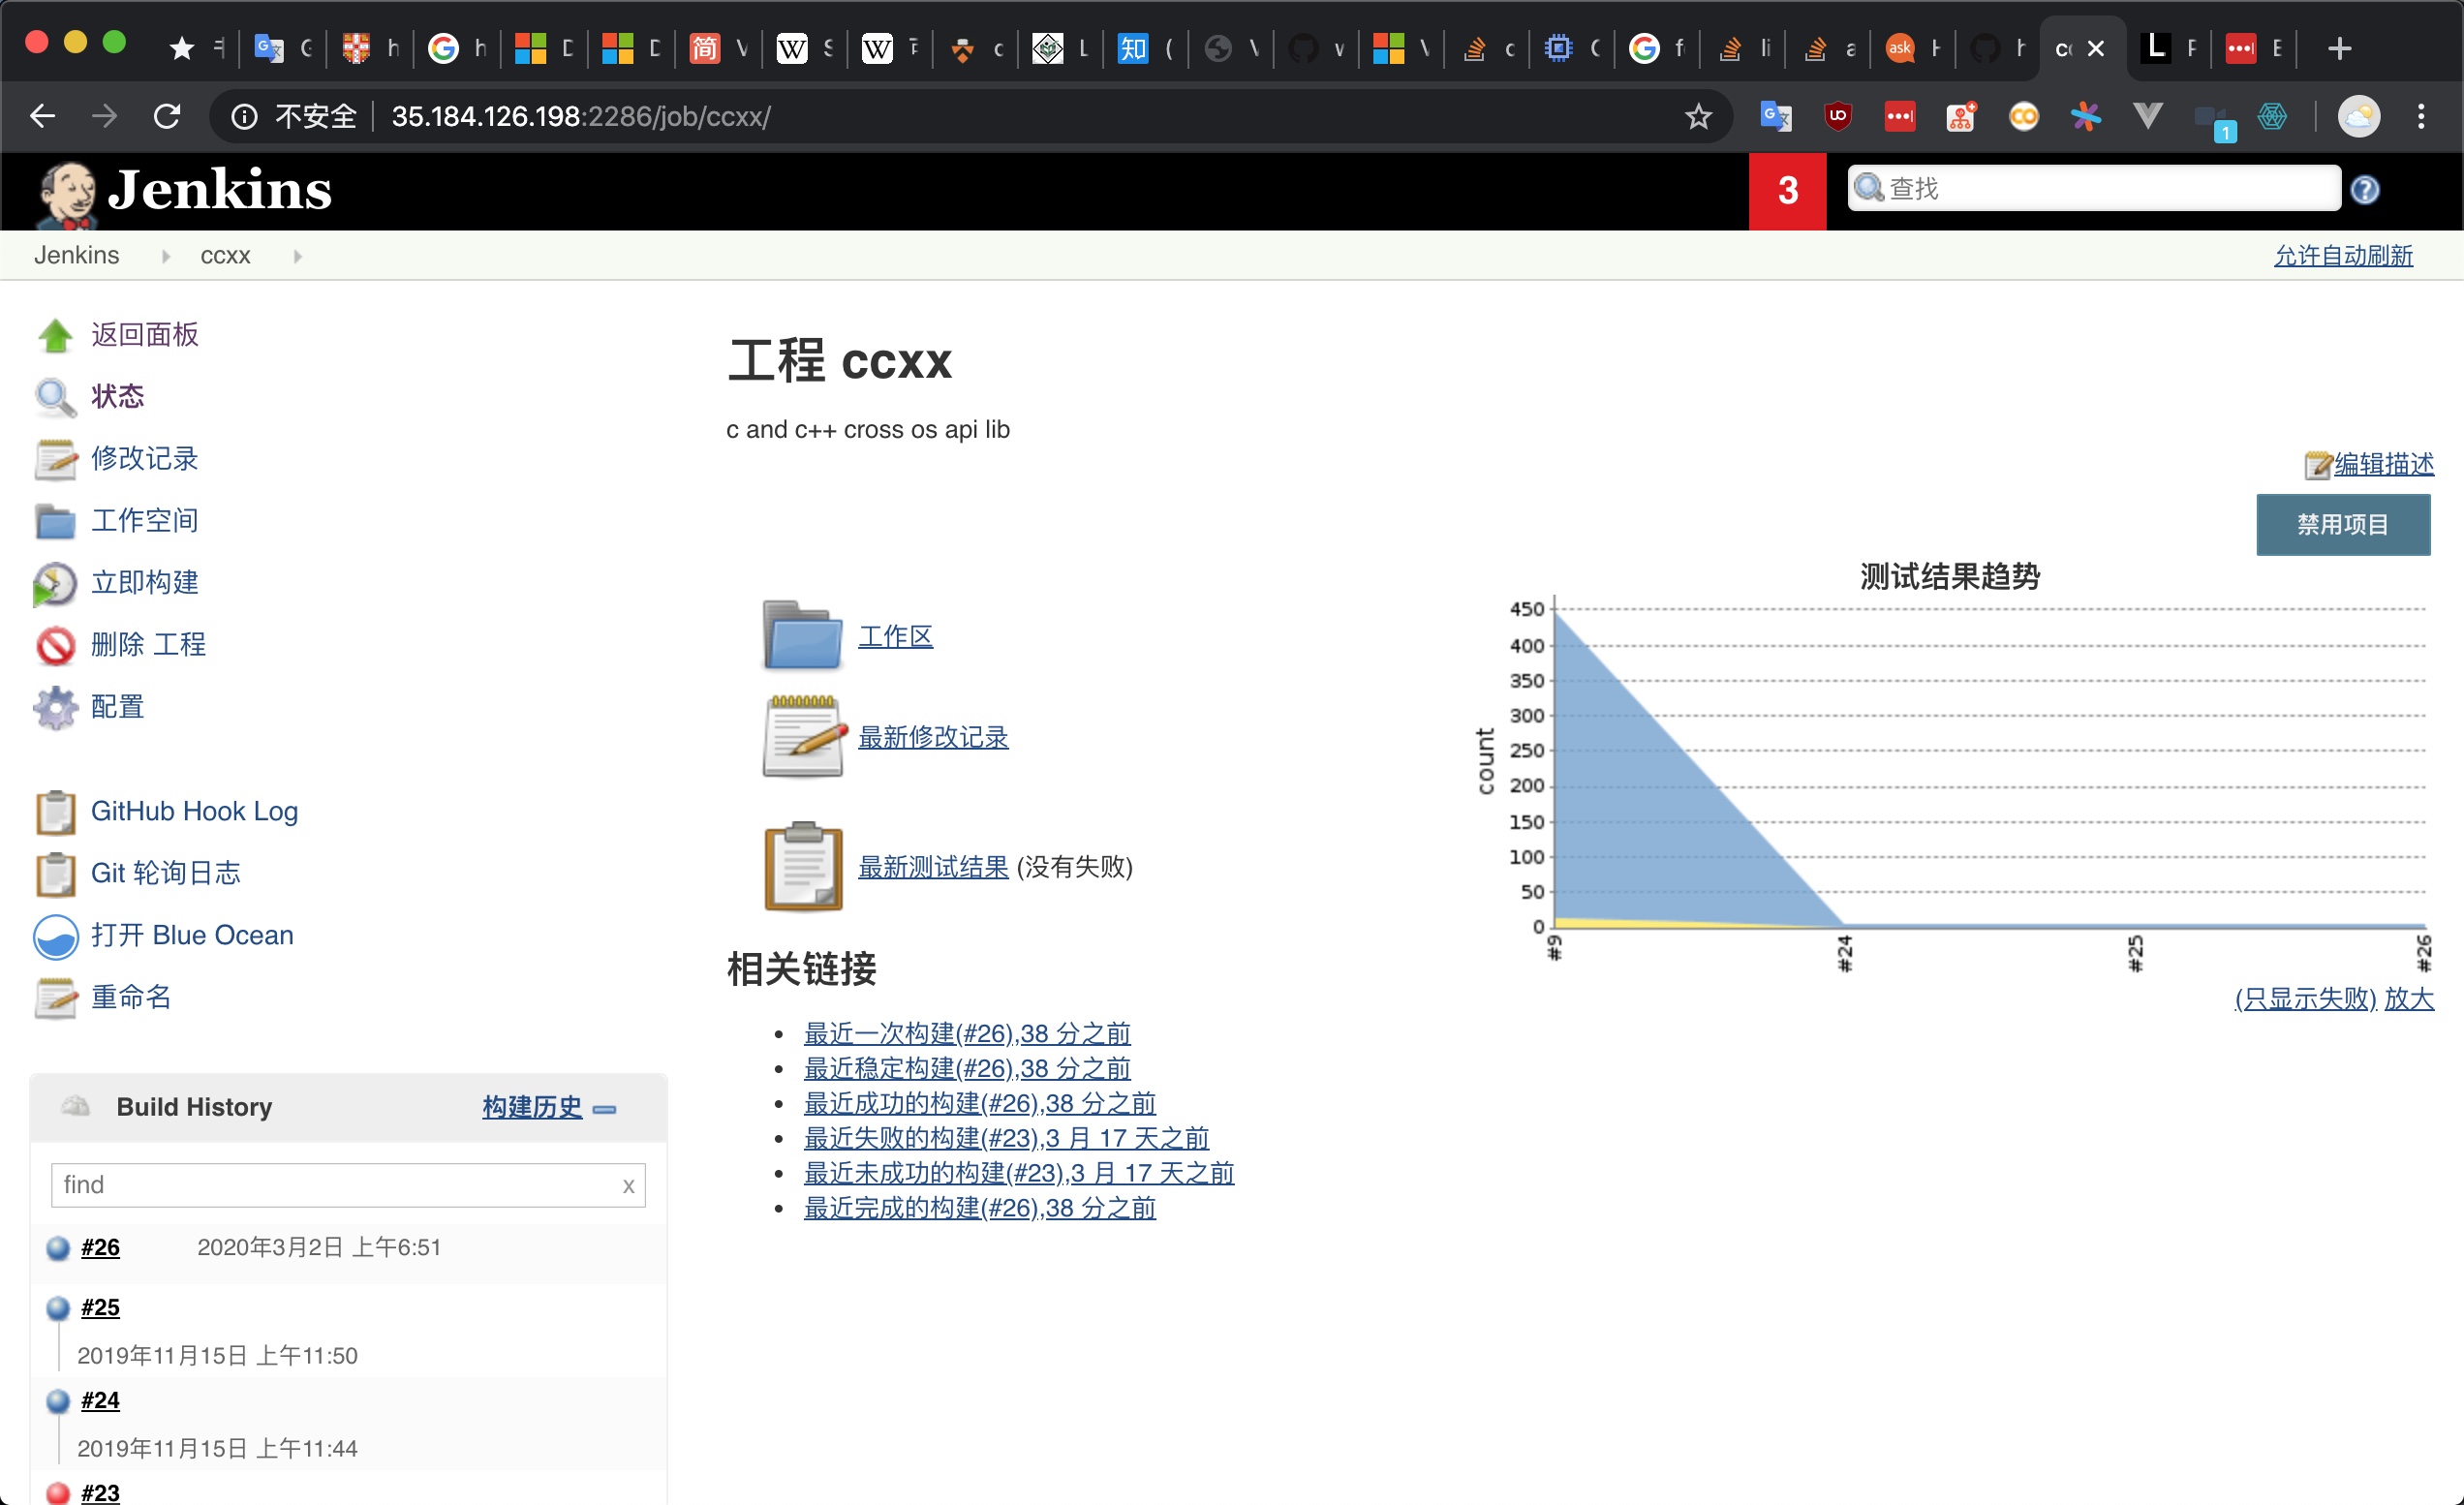 不安全 35.184.126.198:2286/job/ccxx/
1
Jenkins
3
查找
Jenkins
ccxx
允许自动刷新
返回面板
状态
修改记录
工作空间
立即构建
删除 工程
配置
GitHub Hook Log
Git 轮询日志
打开 Blue Ocean
重命名
Build History
构建历史
find
x
#26
2020年3月2日 上午6:51
#25
2019年11月15日 上午11:50
#24
2019年11月15日 上午11:44
#23
工程 ccxx
c and c++ cross os api lib
编辑描述
禁用项目
工作区
最新修改记录
最新测试结果 (没有失败)
测试结果趋势
450
400
350
300
250
200
150
100
50
0
count
#9
#24
#25
#26
(只显示失败) 放大
相关链接
最近一次构建(#26),38 分之前
最近稳定构建(#26),38 分之前
最近成功的构建(#26),38 分之前
最近失败的构建(#23),3 月 17 天之前
最近未成功的构建(#23),3 月 17 天之前
最近完成的构建(#26),38 分之前